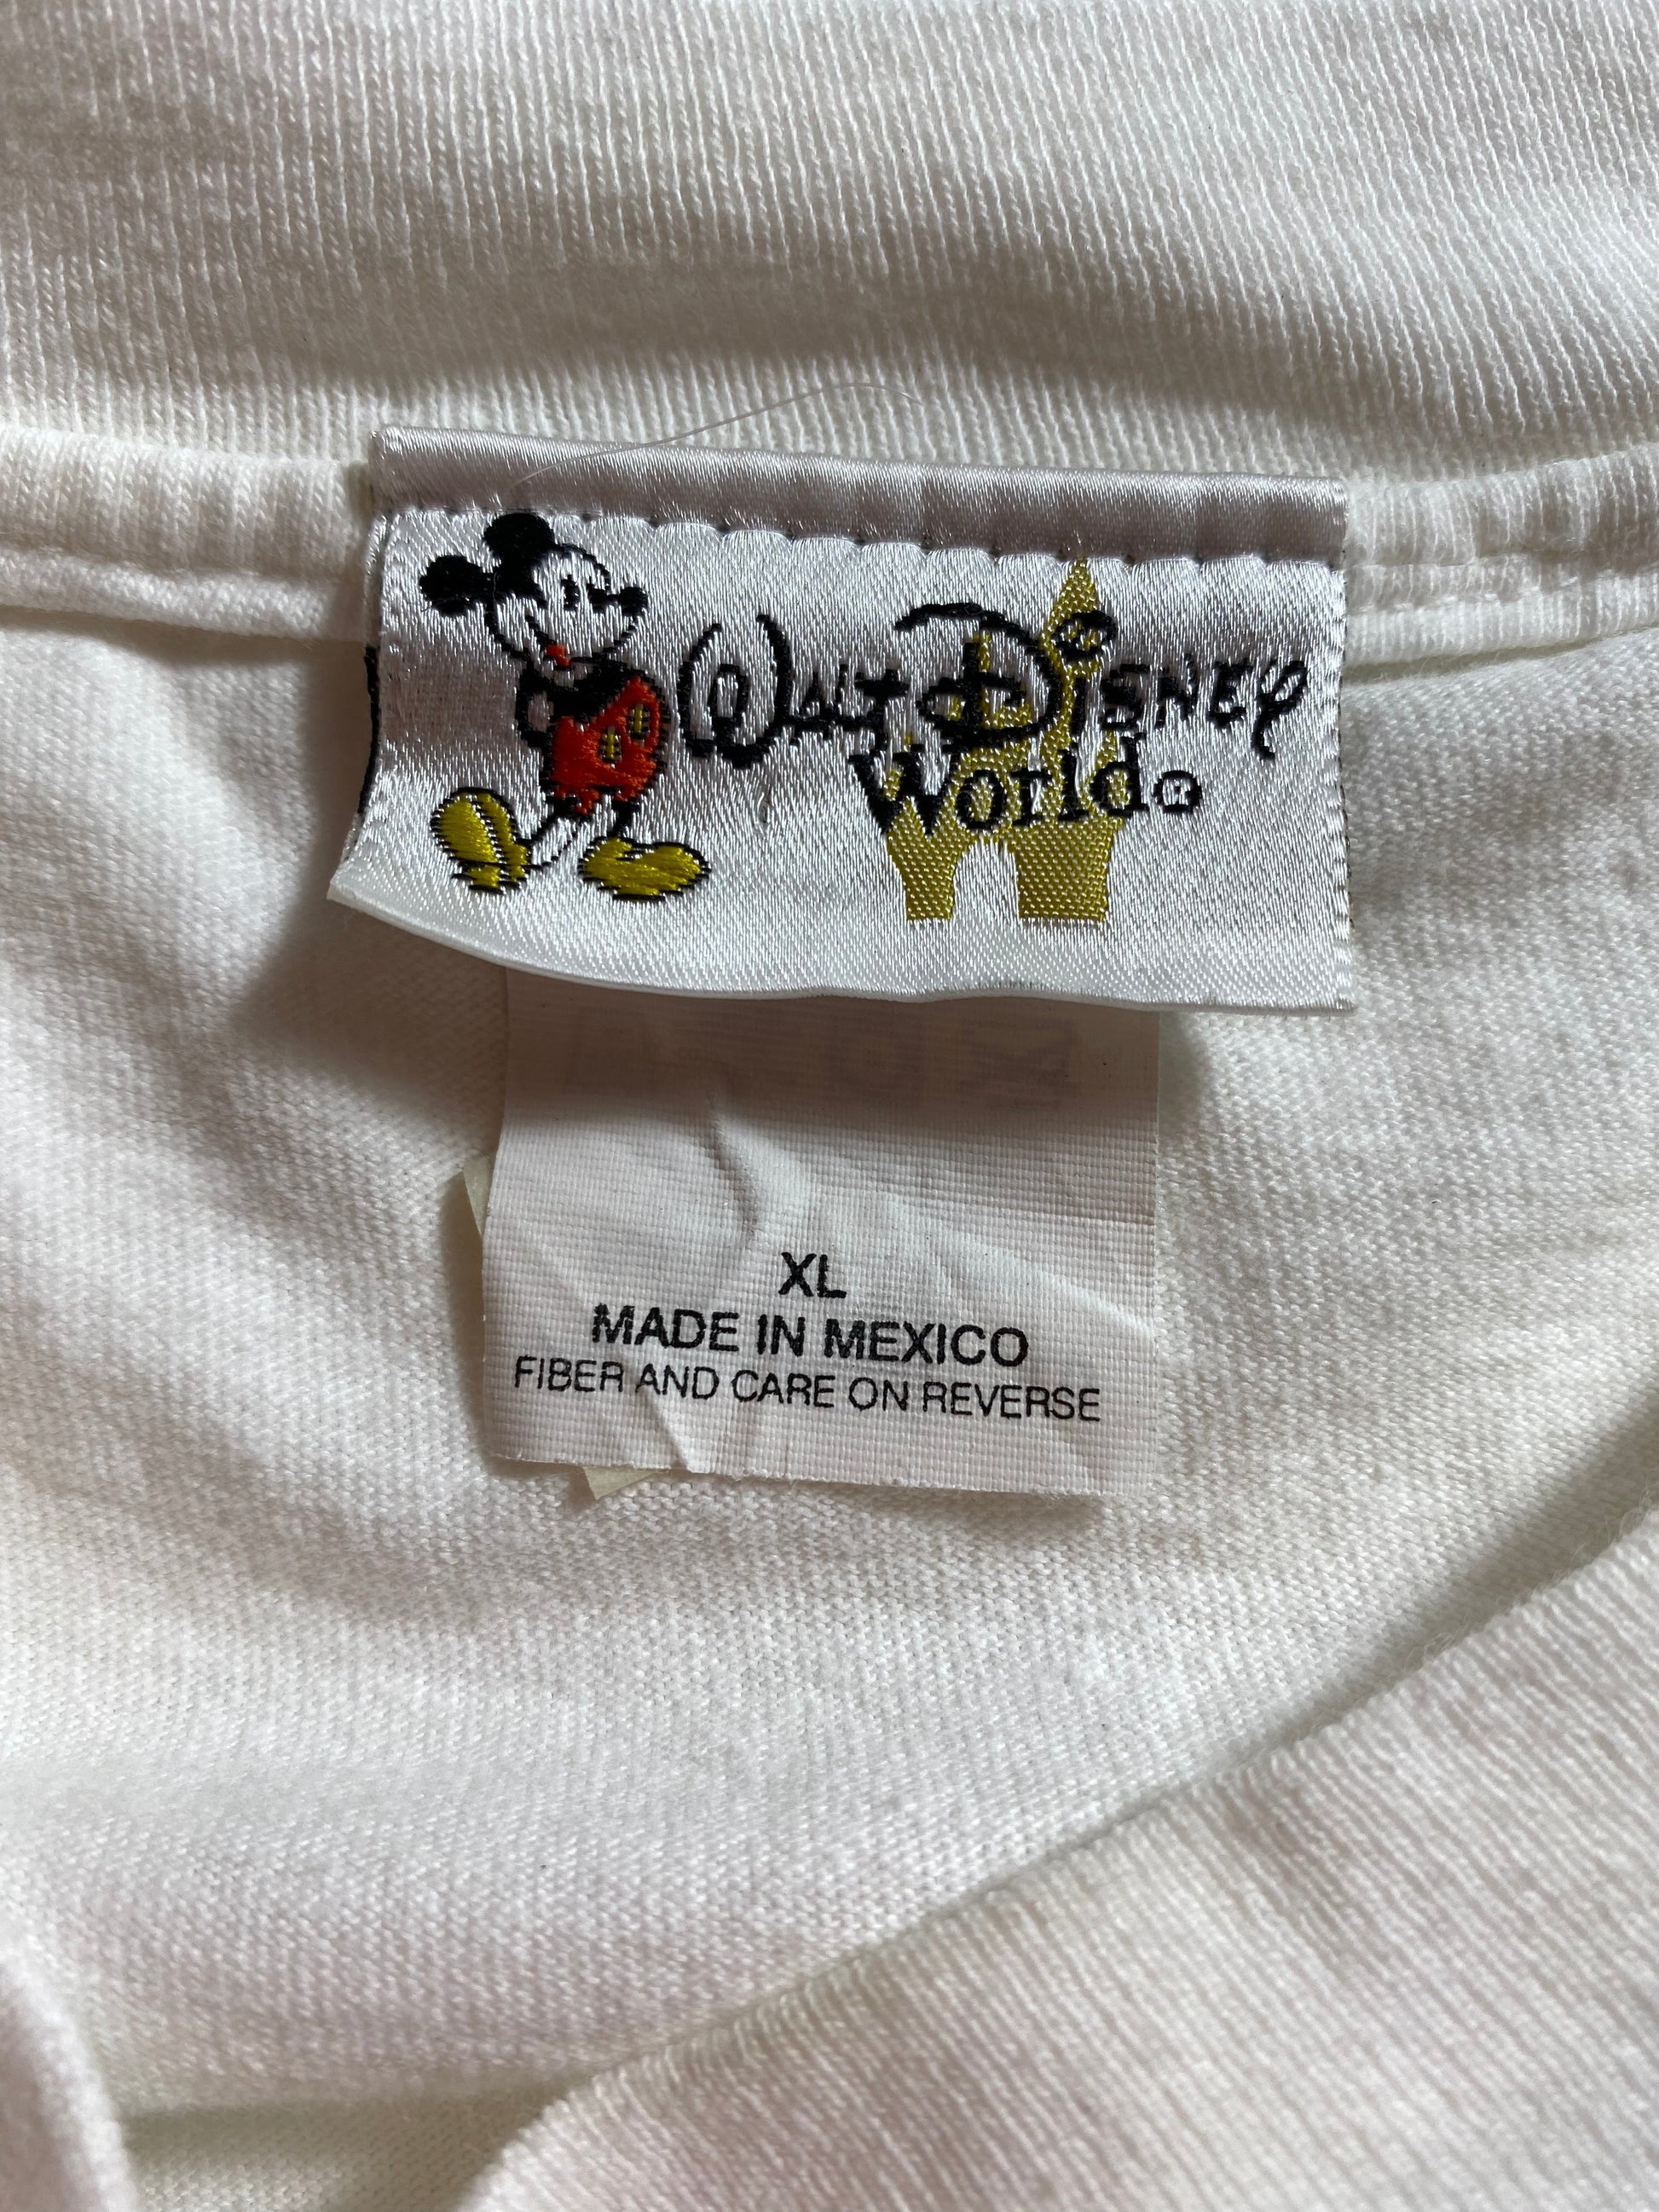 Walt Disney
World®
XL
MADE IN MEXICO
FIBER AND CARE ON REVERSE